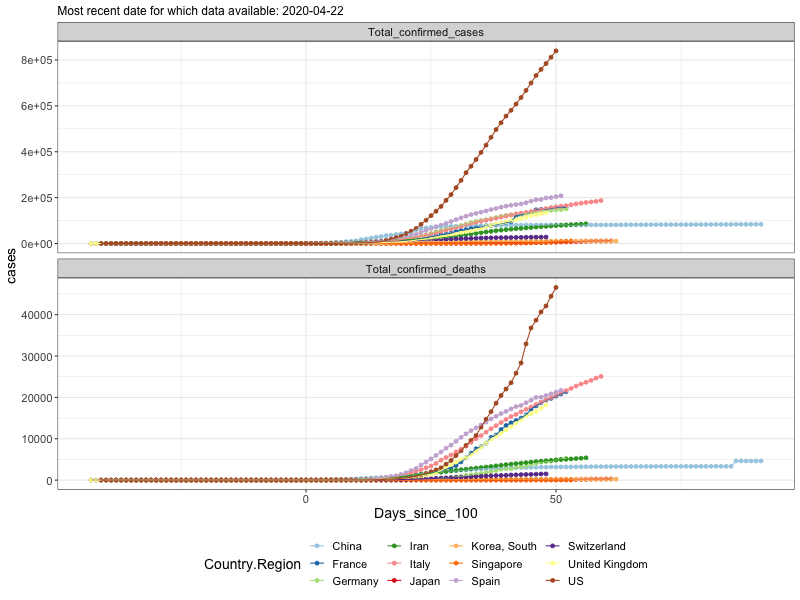 Most recent date for which data available: 2020-04-22
Total_confirmed_cases
8e+05
6e+05
4e+05
2e+05
0e+00
cases
Total_confirmed_deaths
40000
30000
20000
10000
0
0 50
Days_since_100
Country.Region
China Iran Korea, South Switzerland
France Italy Singapore United Kingdom
Germany Japan Spain US